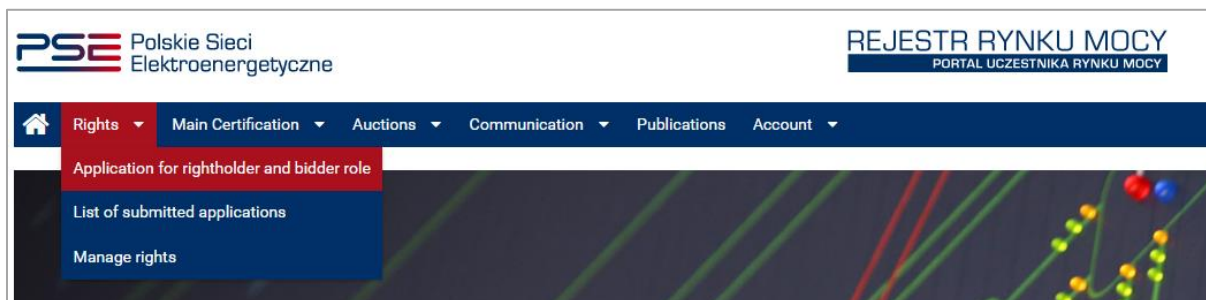 PSE Polskie Sieci
Elektroenergetyczne
REJESTR RYNKU MOCY
PORTAL UCZESTNIKA RYNKU MOCY
Rights Main Certification Auctions Communication Publications Account
Application for rightholder and bidder role
List of submitted applications
Manage rights